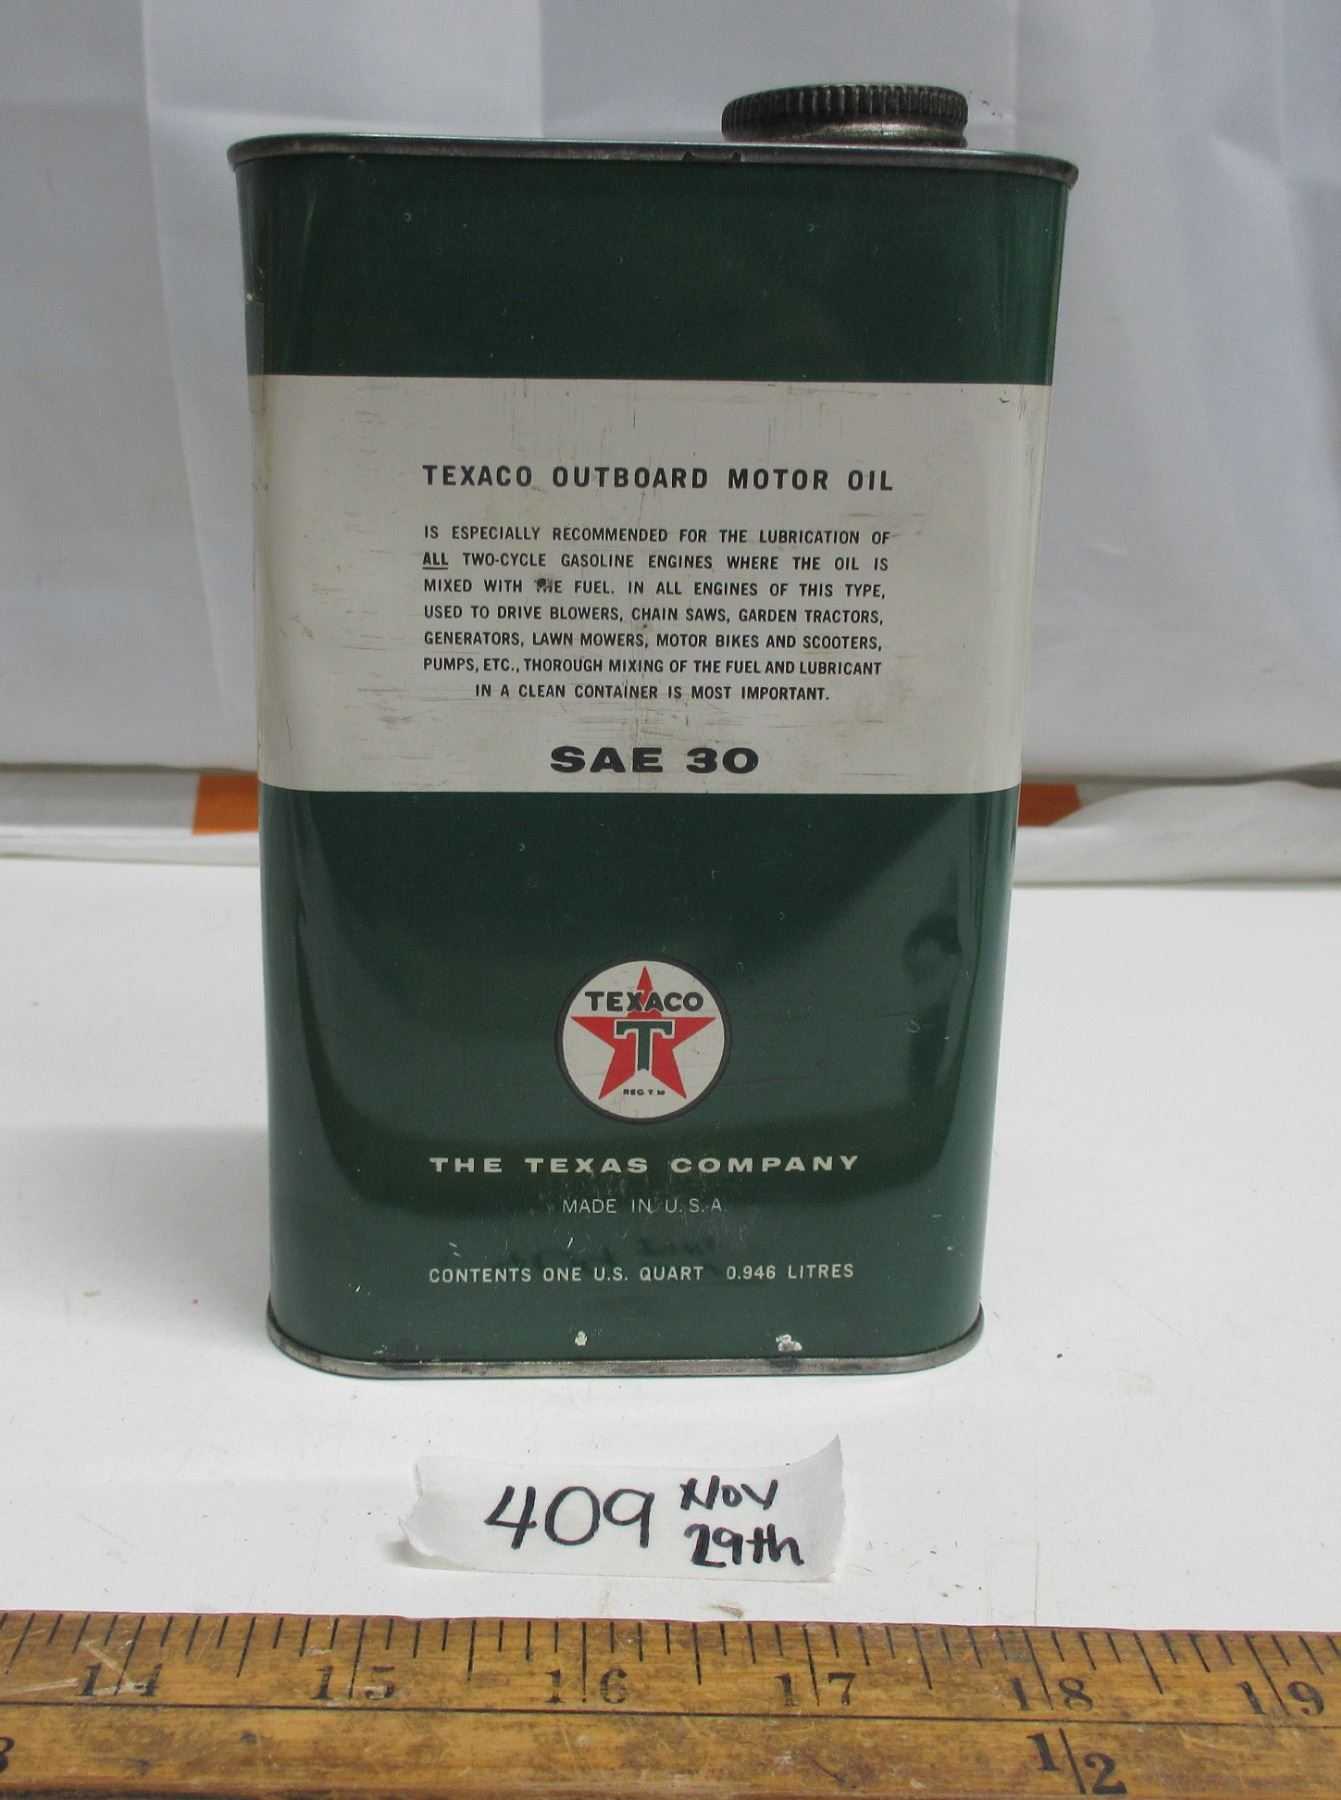 TEXACO OUTBOARD MOTOR OIL
IS ESPECIALLY RECOMMENDED FOR THE LUBRICATION OF
ALL TWO-CYCLE GASOLINE ENGINES WHERE THE OIL IS
MIXED WITH THE FUEL. IN ALL ENGINES OF THIS TYPE,
USED TO DRIVE BLOWERS, CHAIN SAWS, GARDEN TRACTORS,
GENERATORS, LAWN MOWERS, MOTOR BIKES AND SCOOTERS,
PUMPS, ETC., THOROUGH MIXING OF THE FUEL AND LUBRICANT
IN A CLEAN CONTAINER IS MOST IMPORTANT.
SAE 30
TEXACO
T
REG. T. M
THE TEXAS COMPANY
MADE IN U.S.A
CONTENTS ONE U.S. QUART 0.946 LITRES
409 Nov
29th
14 15 16 17 18 19
1/2